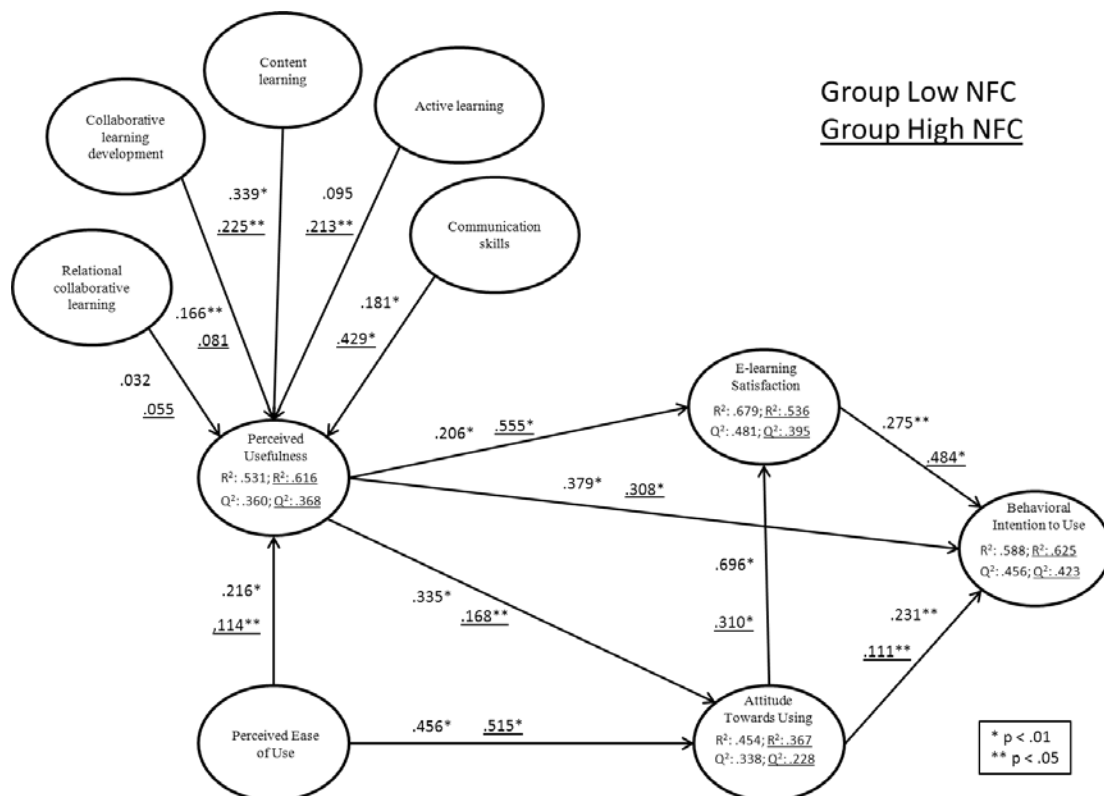 Content
learning
Group Low NFC
Group High NFC
Active learning
Collaborative
learning
development
.339*
.225**
.095
.213**
Communication
skills
Relational
collaborative
learning
.166**
.081
.181*
.429*
.032
.055
E-learning
Satisfaction
R²: .679; R²: .536
Q²: .481; Q²: .395
Perceived
Usefulness
R²: .531; R²: .616
Q²: .360; Q²: .368
.206* .555*
.275**
.484*
.379* .308*
Behavioral
Intention to Use
R²: .588; R²: .625
Q²: .456; Q²: .423
.216*
.114**
.335*
.168**
.696*
.310*
.231**
.111**
Perceived Ease
of Use
.456* .515*
Attitude
Towards Using
R²: .454; R²: .367
Q²: .338; Q²: .228
* p < .01
** p < .05